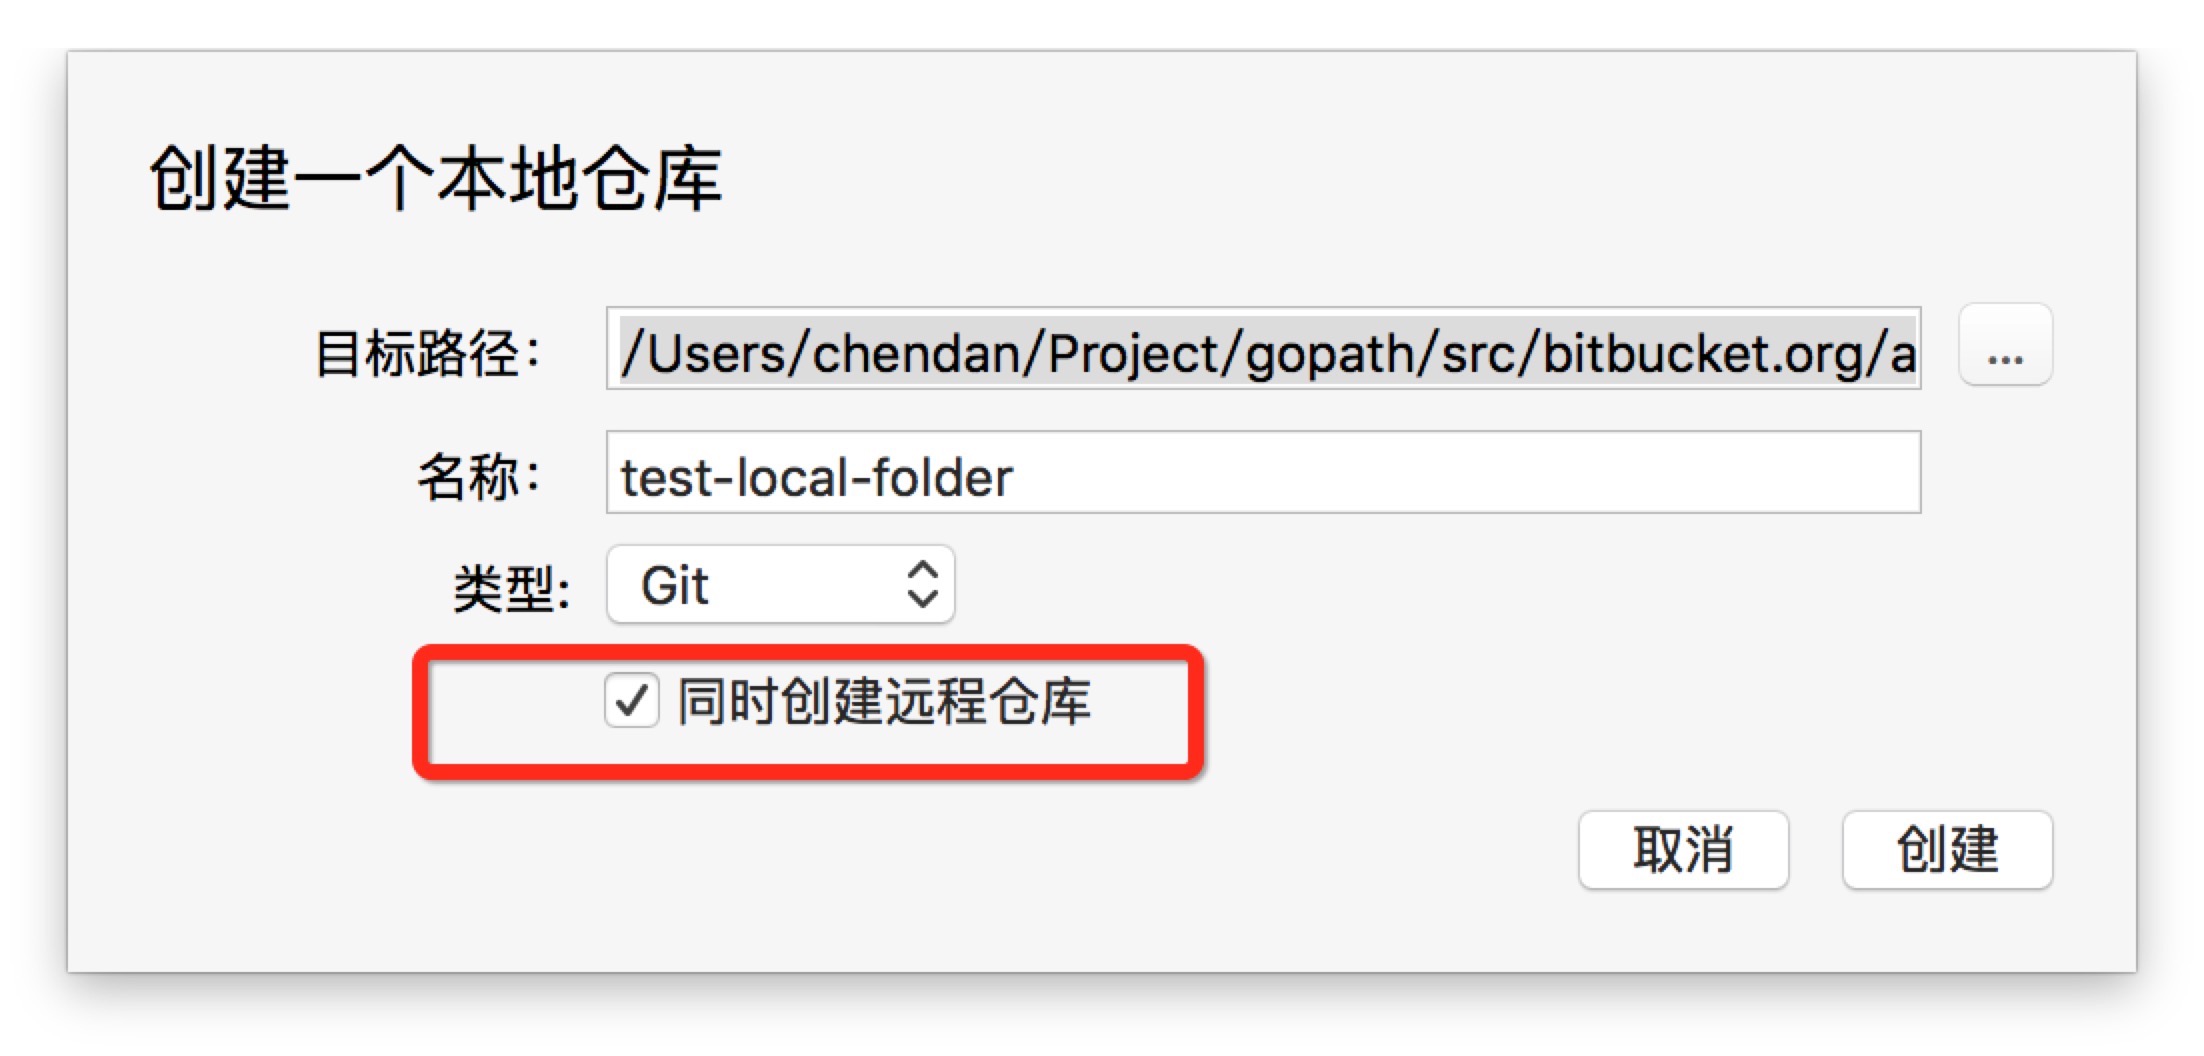 创建一个本地仓库
目标路径： /Users/chendan/Project/gopath/src/bitbucket.org/a ...
名称： test-local-folder
类型: Git
同时创建远程仓库
取消 创建